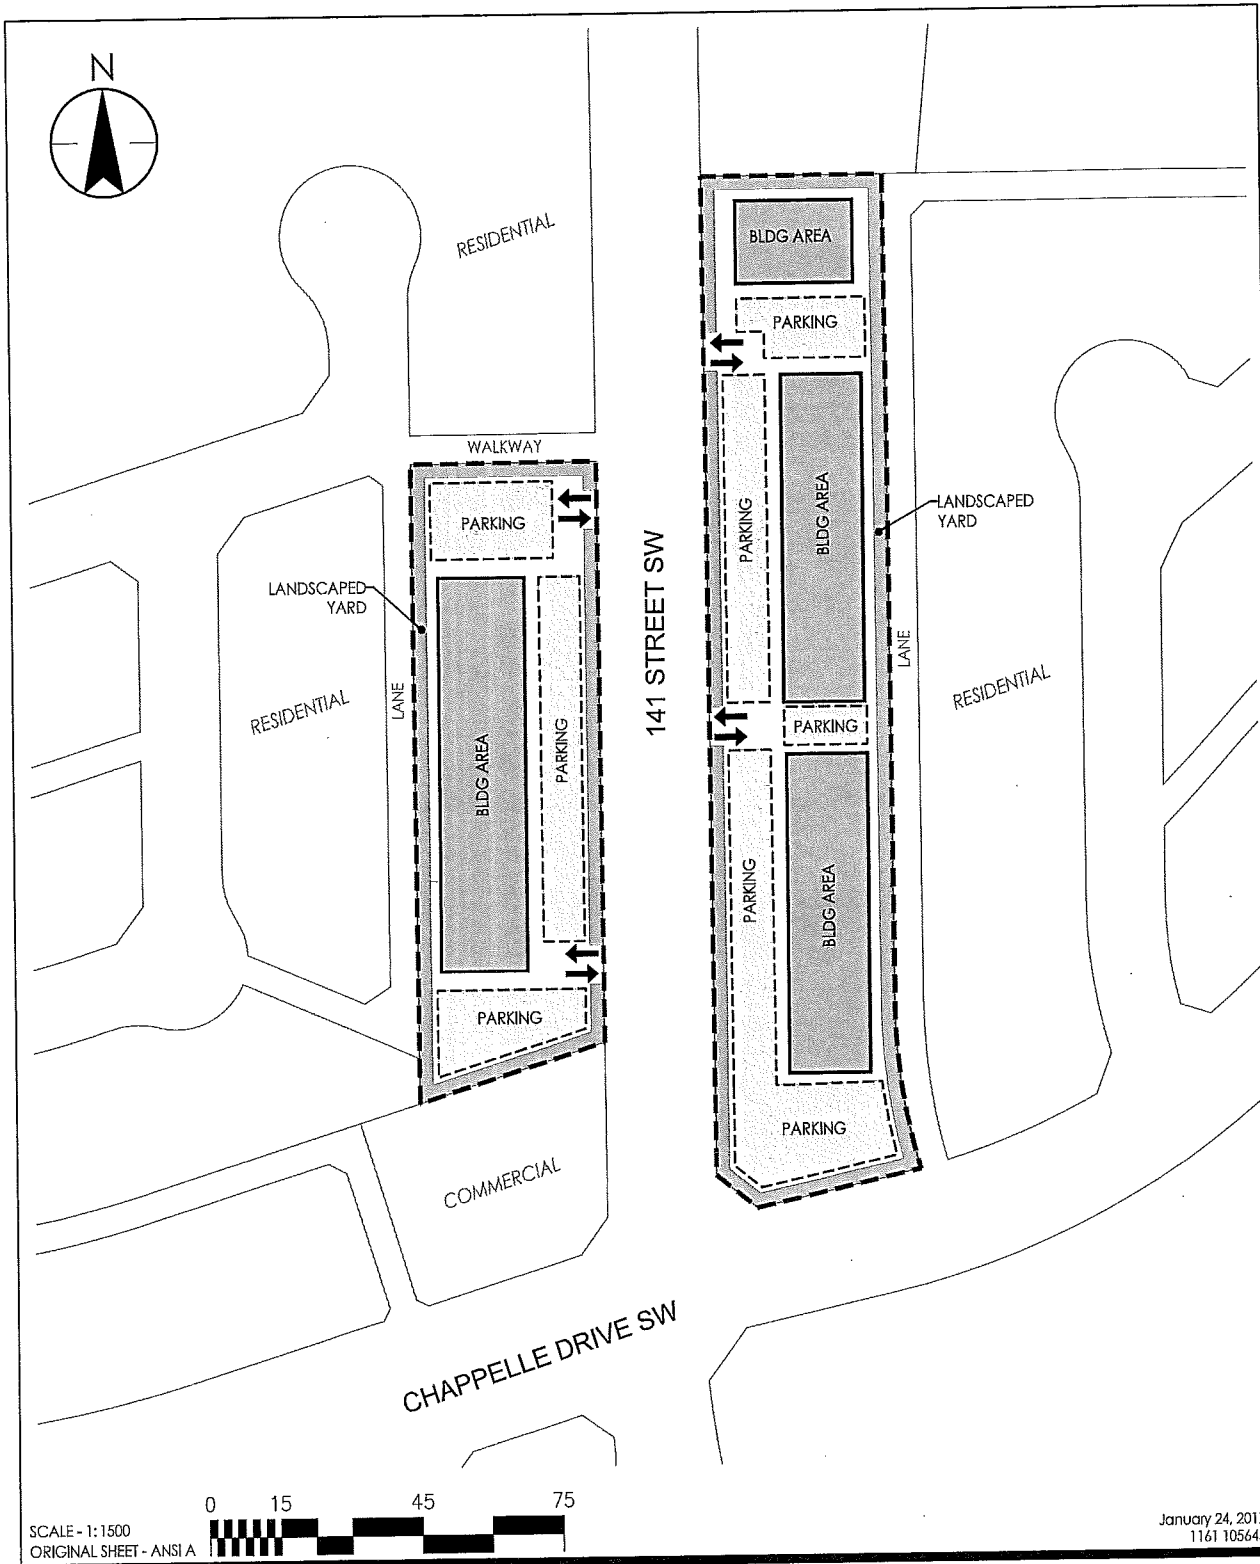 N
RESIDENTIAL
BLDG AREA
PARKING
WALKWAY
PARKING
LANDSCAPED
YARD
BLDG AREA
PARKING
LANDSCAPED
YARD
141 STREET SW
LANE
RESIDENTIAL
LANE
RESIDENTIAL
BLDG AREA
PARKING
PARKING
BLDG AREA
PARKING
PARKING
PARKING
COMMERCIAL
CHAPPELLE DRIVE SW
0 15 45 75
SCALE - 1:1500
ORIGINAL SHEET - ANSI A
January 24, 201
1161 10564